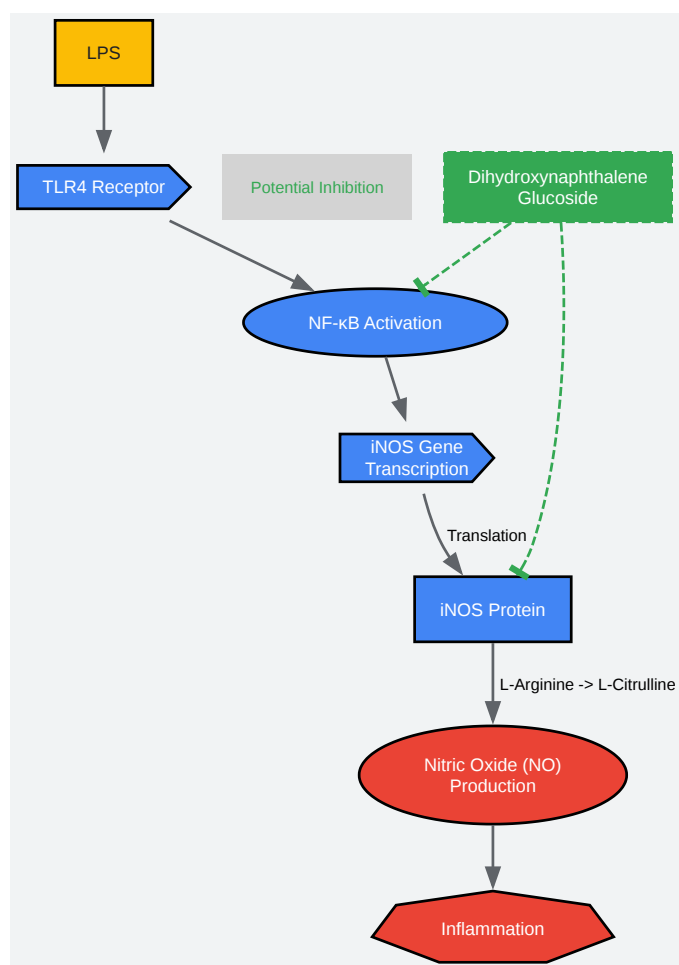 LPS
TLR4 Receptor
Potential Inhibition
Dihydroxynaphthalene
Glucoside
NF-κB Activation
iNOS Gene
Transcription
Translation
iNOS Protein
L-Arginine -> L-Citrulline
Nitric Oxide (NO)
Production
Inflammation